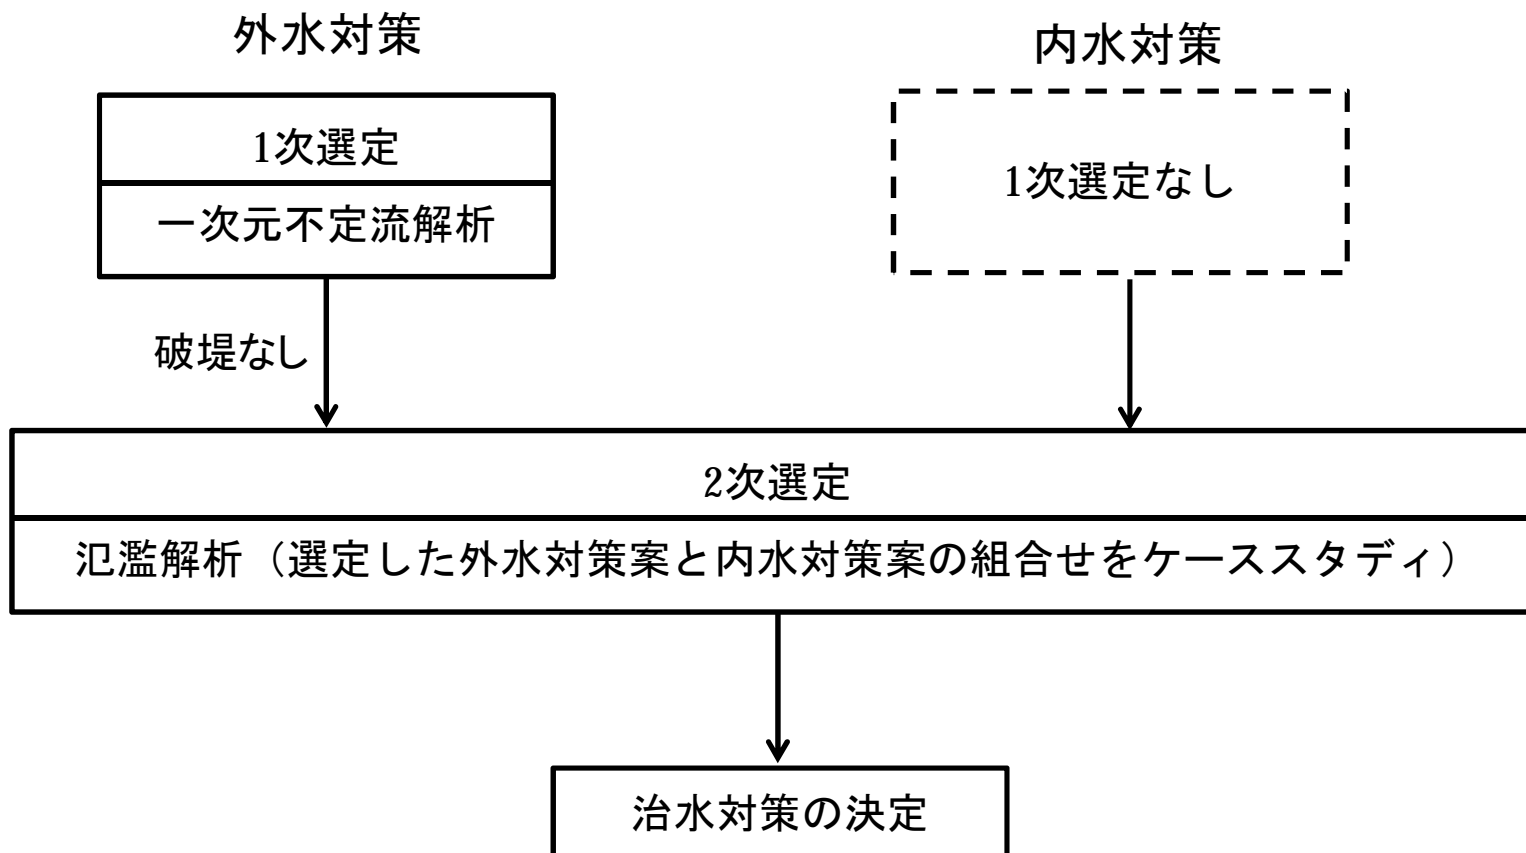 外水対策
内水対策
1次選定
一次元不定流解析
1次選定なし
破堤なし
2次選定
氾濫解析（選定した外水対策案と内水対策案の組合せをケーススタディ）
治水対策の決定